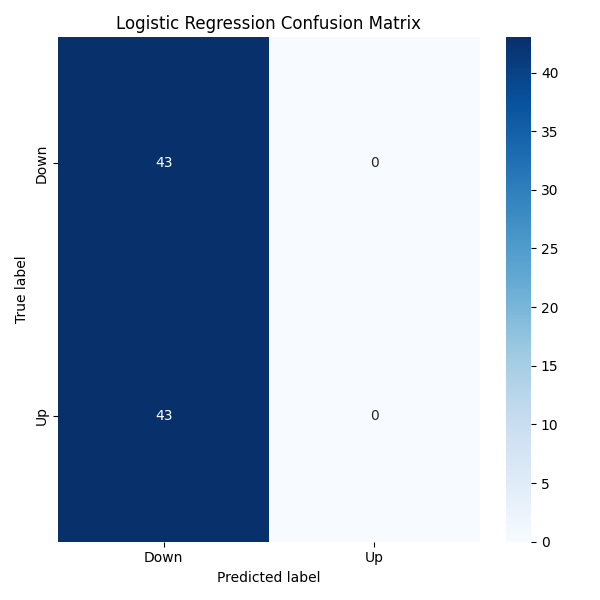 Logistic Regression Confusion Matrix
True label
Down
43
0
Up
43
0
Down
Up
Predicted label
40
35
30
25
20
15
10
5
0